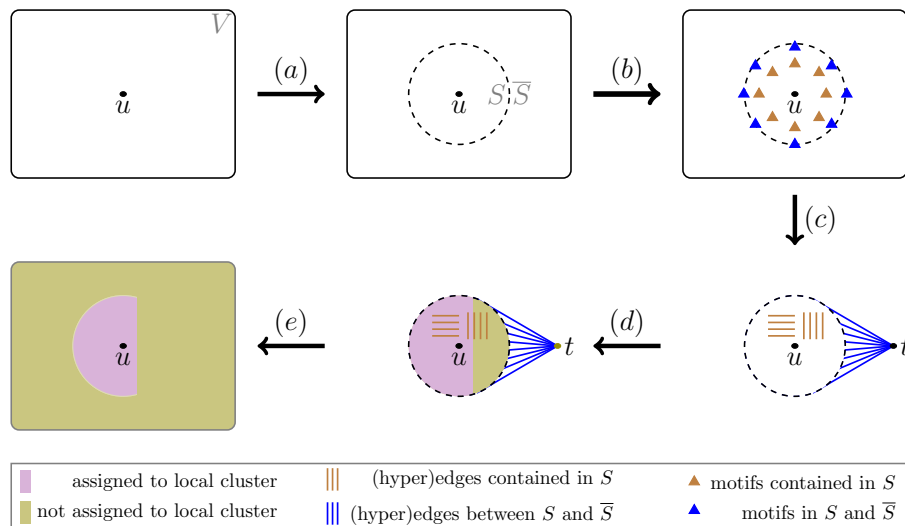 V
u
(a)
S S̅
u
(b)
u
(c)
u
t
(d)
u
t
(e)
u
assigned to local cluster
(hyper)edges contained in S
motifs contained in S
not assigned to local cluster
(hyper)edges between S and S̅
motifs in S and S̅